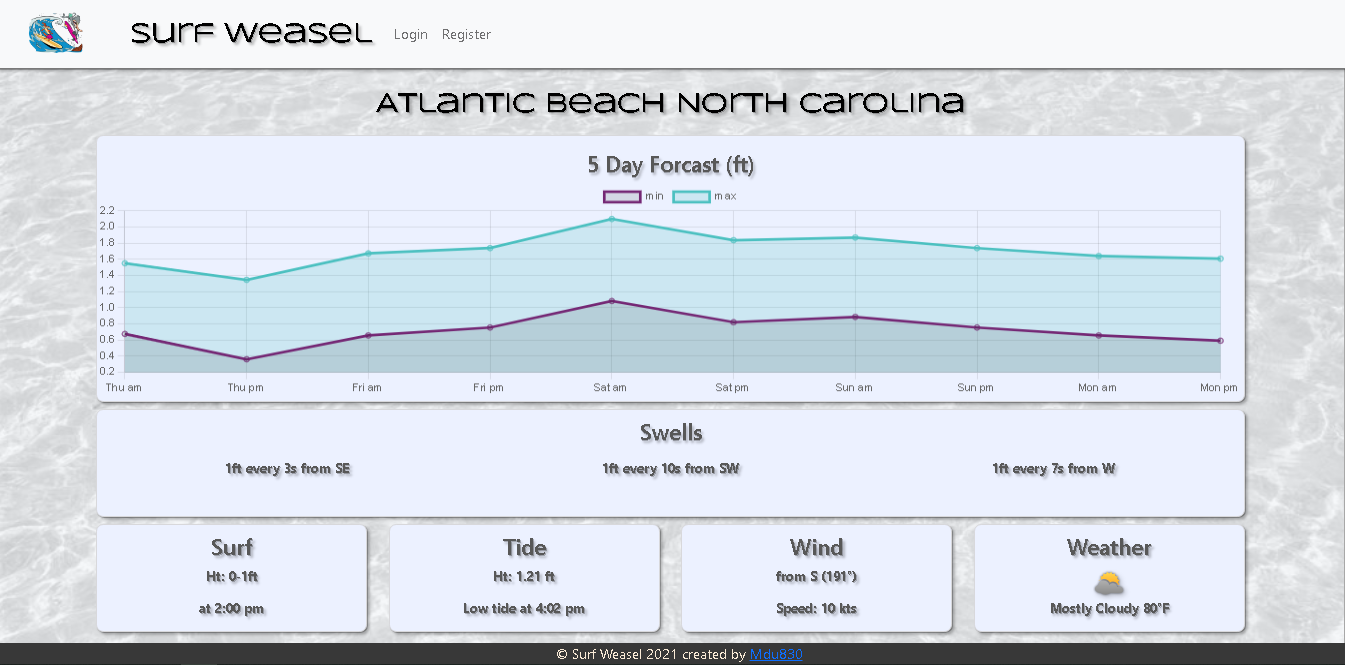 Surf Weasel Login Register
Atlantic Beach North Carolina
5 Day Forcast (ft)
min max
2.2
2.0
1.8
1.6
1.4
1.2
1.0
0.8
0.6
0.4
0.2
Thu am Thu pm Fri am Fri pm Sat am Sat pm Sun am Sun pm Mon am Mon pm
Swells
1ft every 3s from SE 1ft every 10s from SW 1ft every 7s from W
Surf Tide Wind Weather
Ht: 0-1ft Ht: 1.21 ft from S (191°)
at 2:00 pm Low tide at 4:02 pm Speed: 10 kts Mostly Cloudy 80°F
© Surf Weasel 2021 created by Mdu830